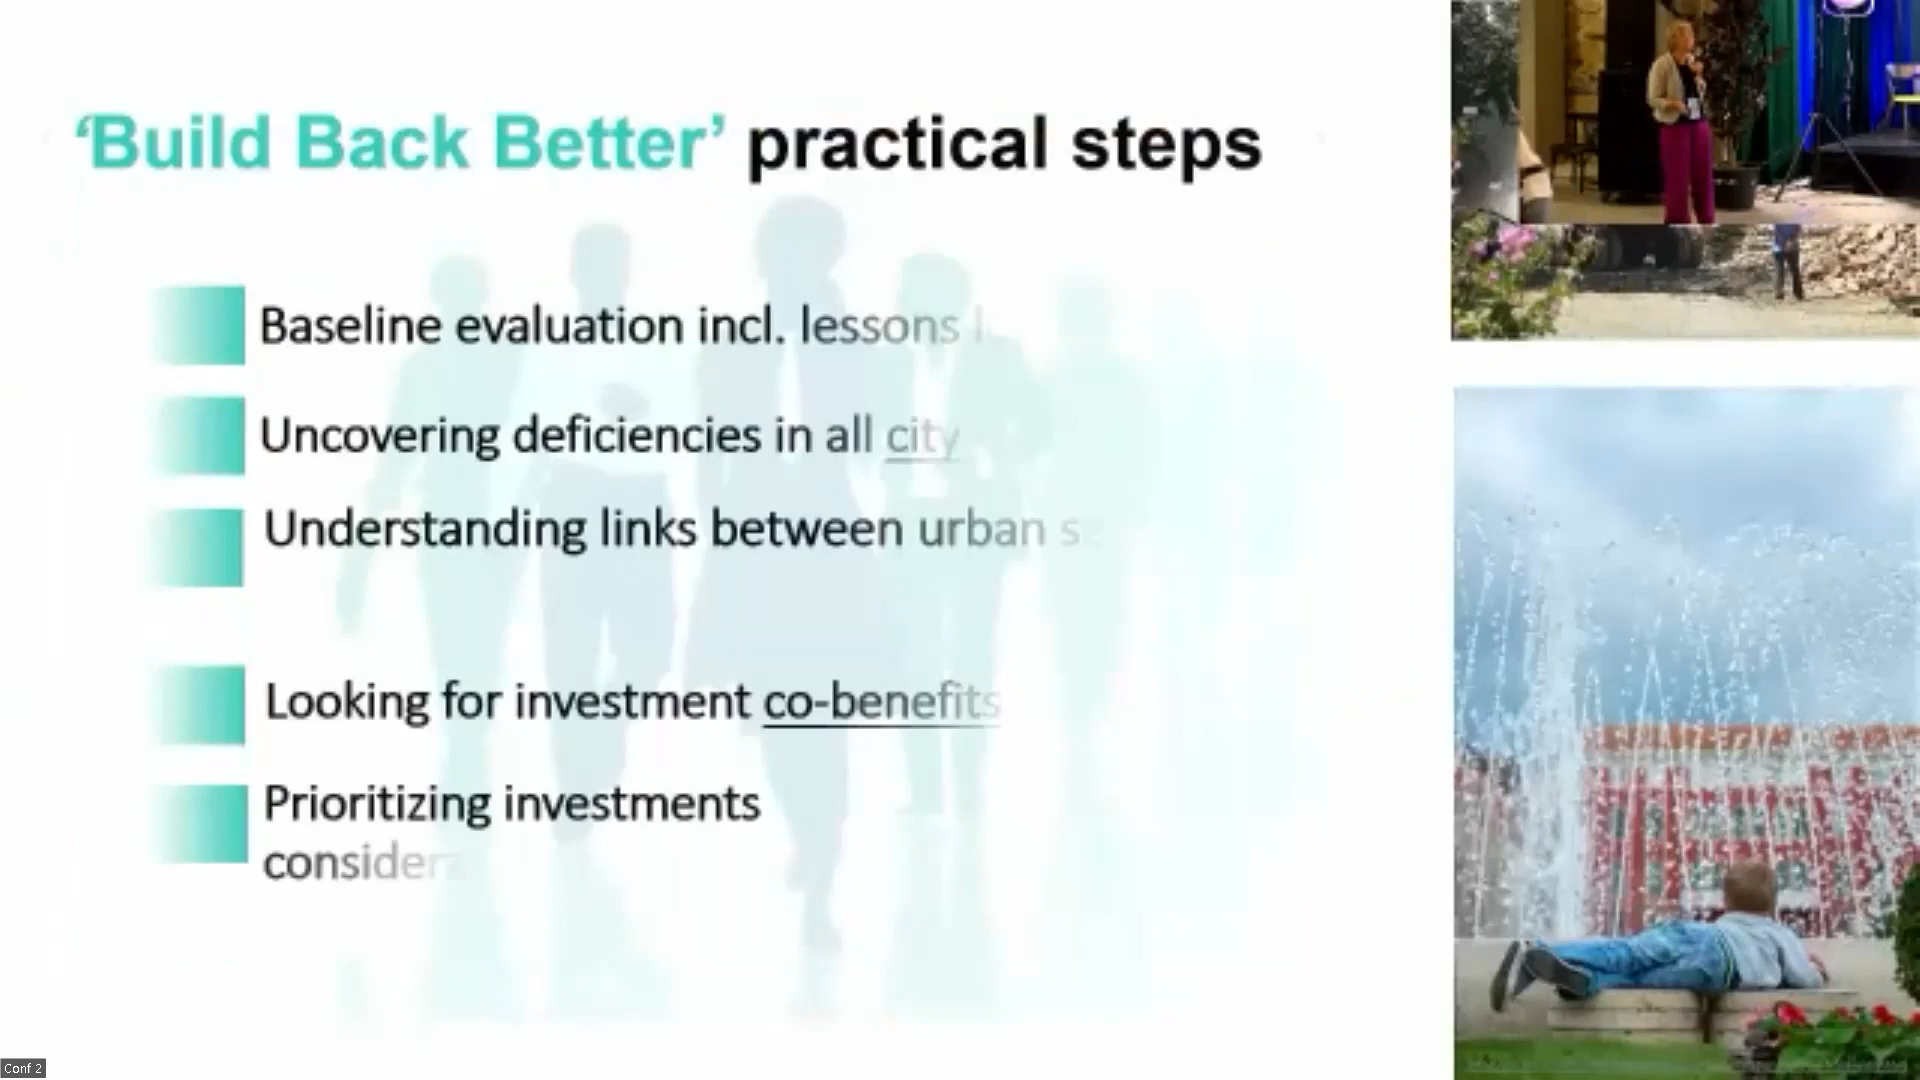 ‘Build Back Better’ practical steps
Baseline evaluation incl. lessons
Uncovering deficiencies in all city
Understanding links between urban
Looking for investment co-benefits
Prioritizing investments
Conf 2